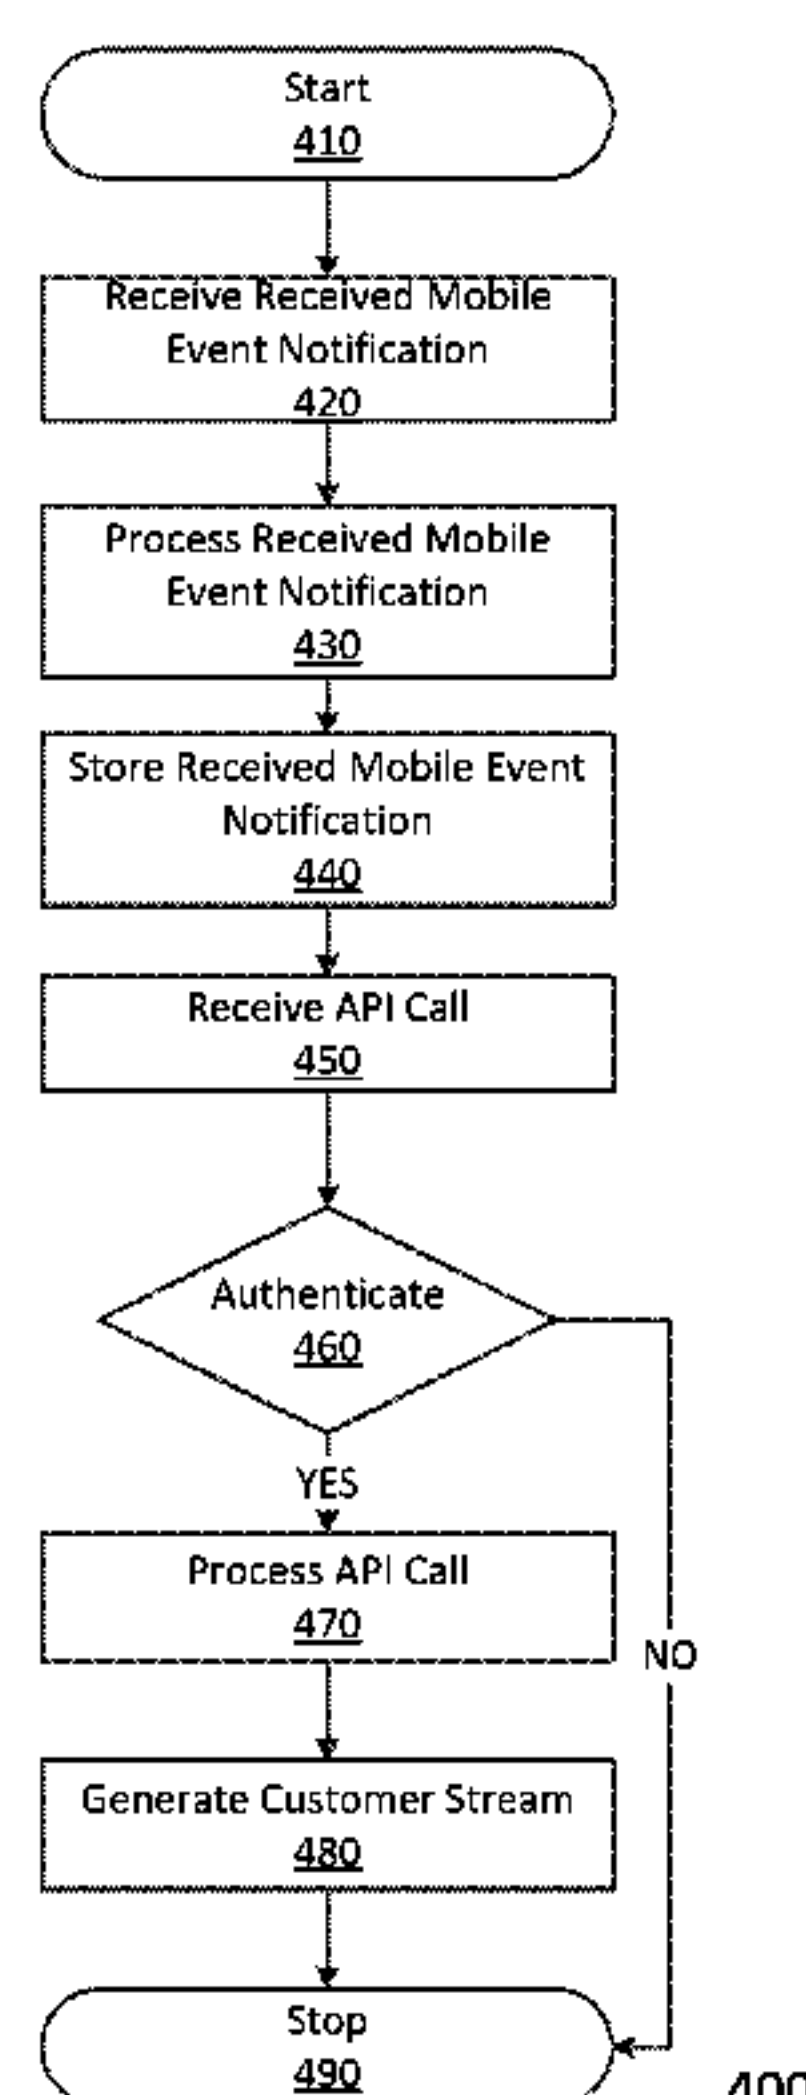 Start
410
Receive Received Mobile
Event Notification
420
Process Received Mobile
Event Notification
430
Store Received Mobile Event
Notification
440
Receive API Call
450
Authenticate
460
YES
Process API Call
470
NO
Generate Customer Stream
480
Stop
490
400